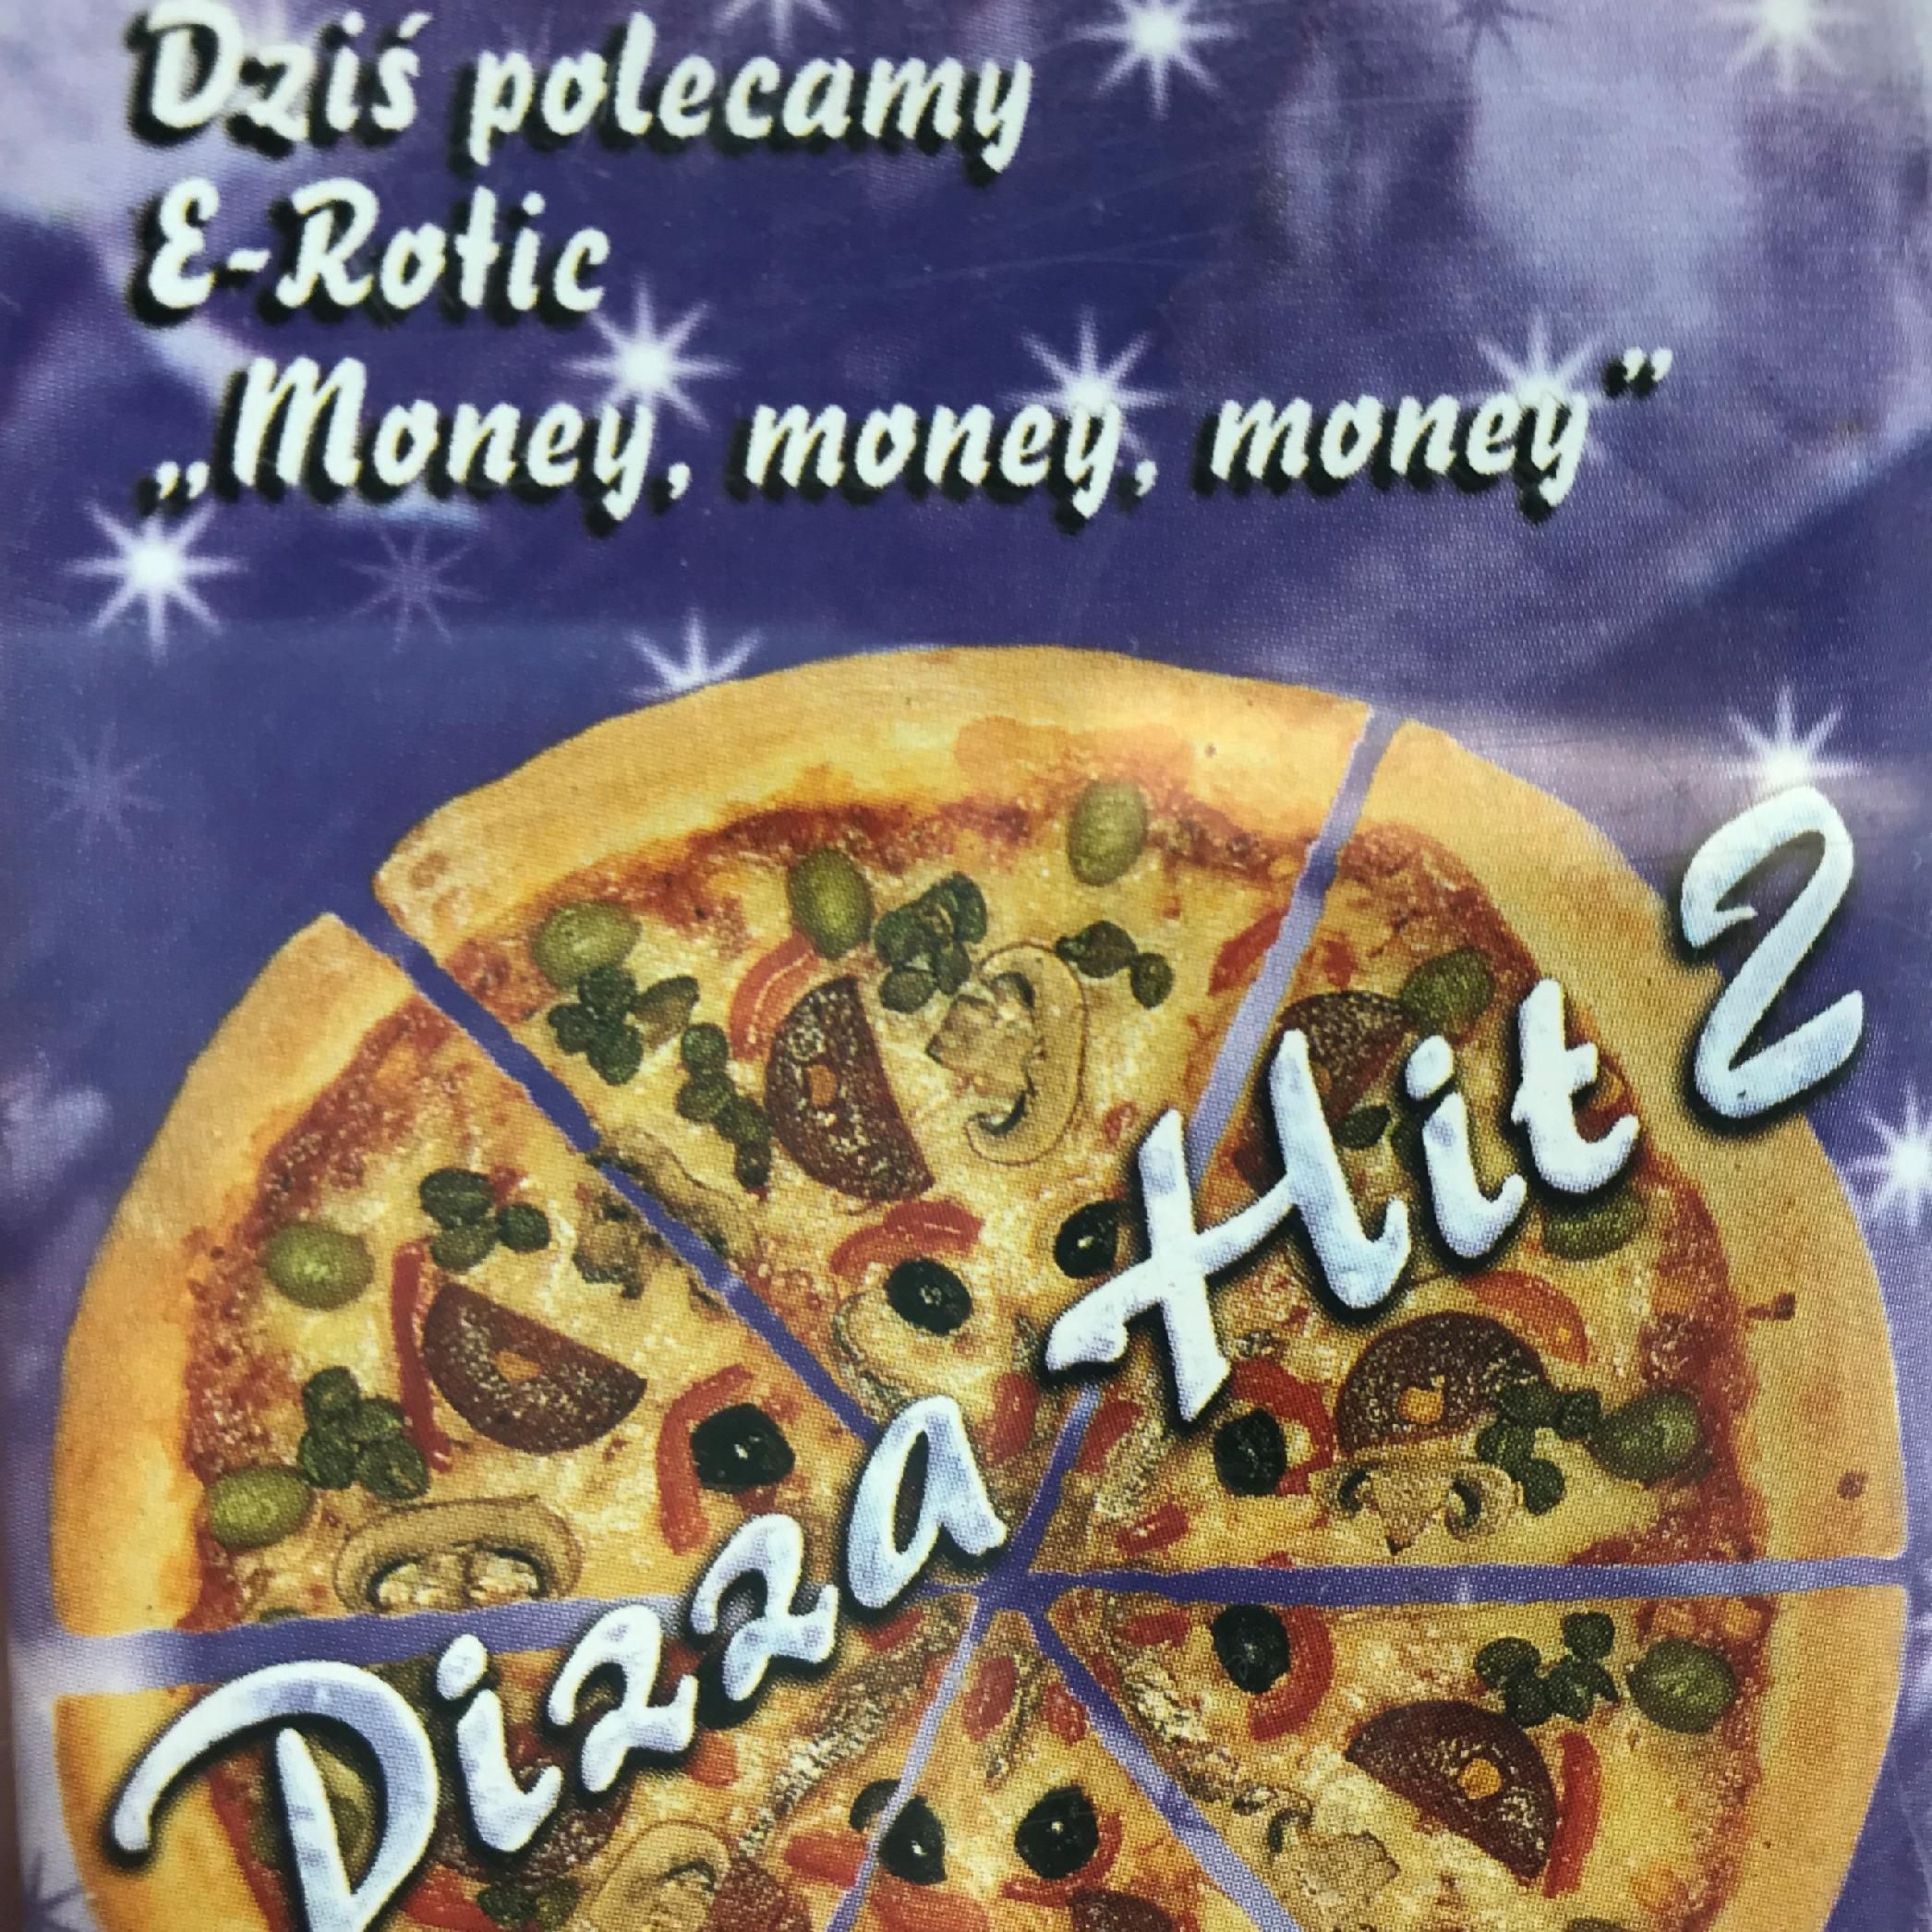 Dziś polecamy
E-Rotic
„Money, money, money”
Pizza Hit 2